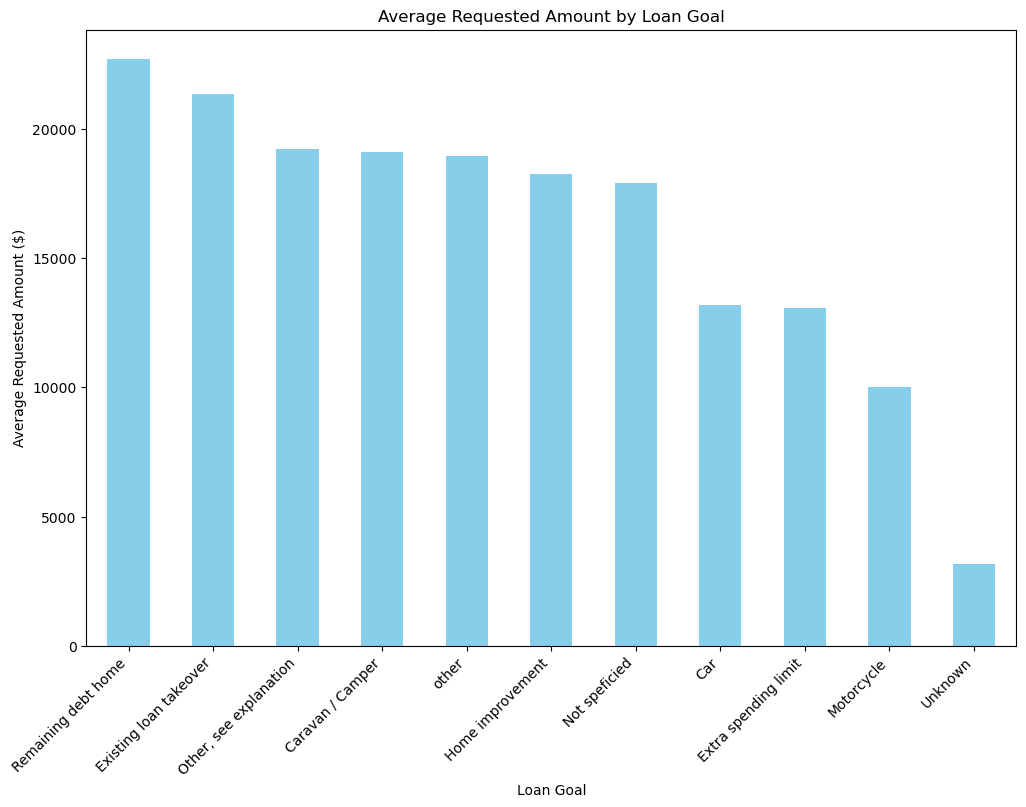 Average Requested Amount by Loan Goal
Average Requested Amount ($)
20000
15000
10000
5000
0
Remaining debt home
Existing loan takeover
Other, see explanation
Caravan / Camper
other
Home improvement
Not speficied
Car
Extra spending limit
Motorcycle
Unknown
Loan Goal